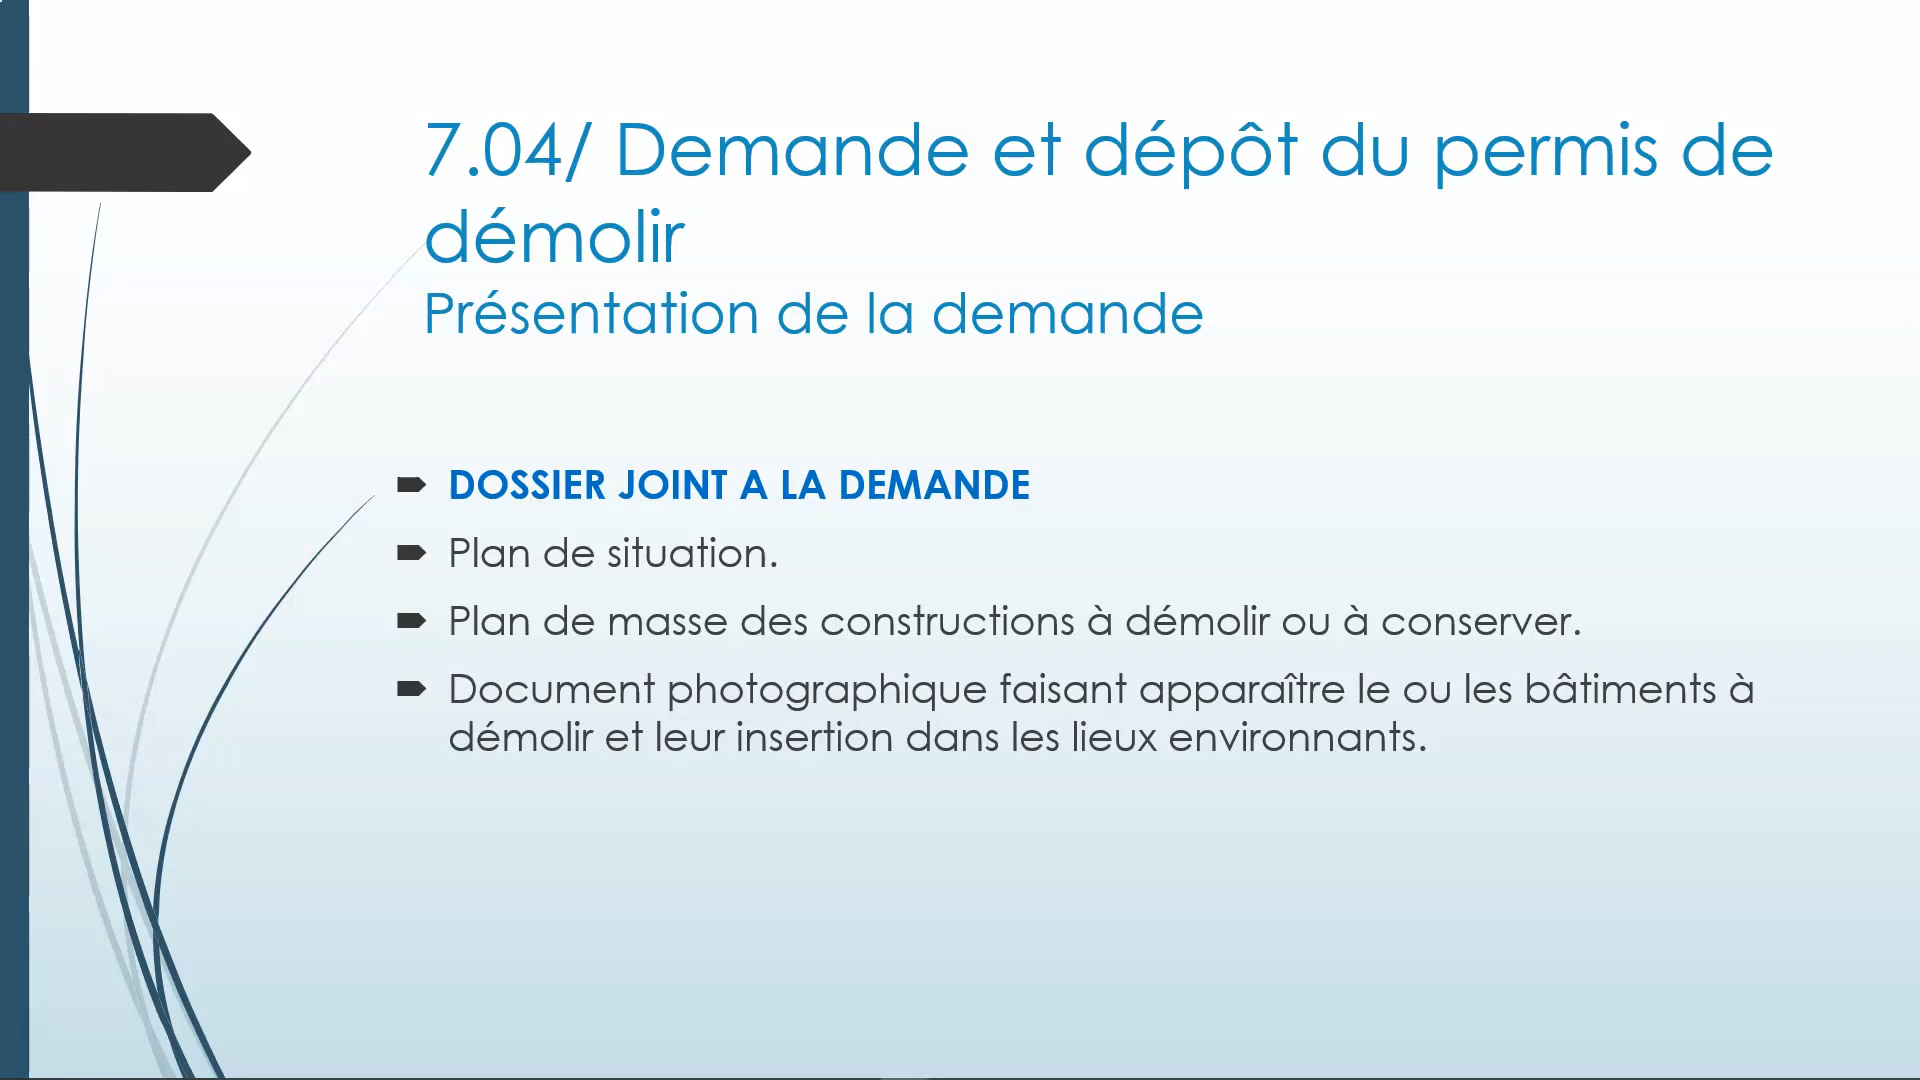 7.04/ Demande et dépôt du permis de
démolir
Présentation de la demande
DOSSIER JOINT A LA DEMANDE
Plan de situation.
Plan de masse des constructions à démolir ou à conserver.
Document photographique faisant apparaître le ou les bâtiments à
démolir et leur insertion dans les lieux environnants.